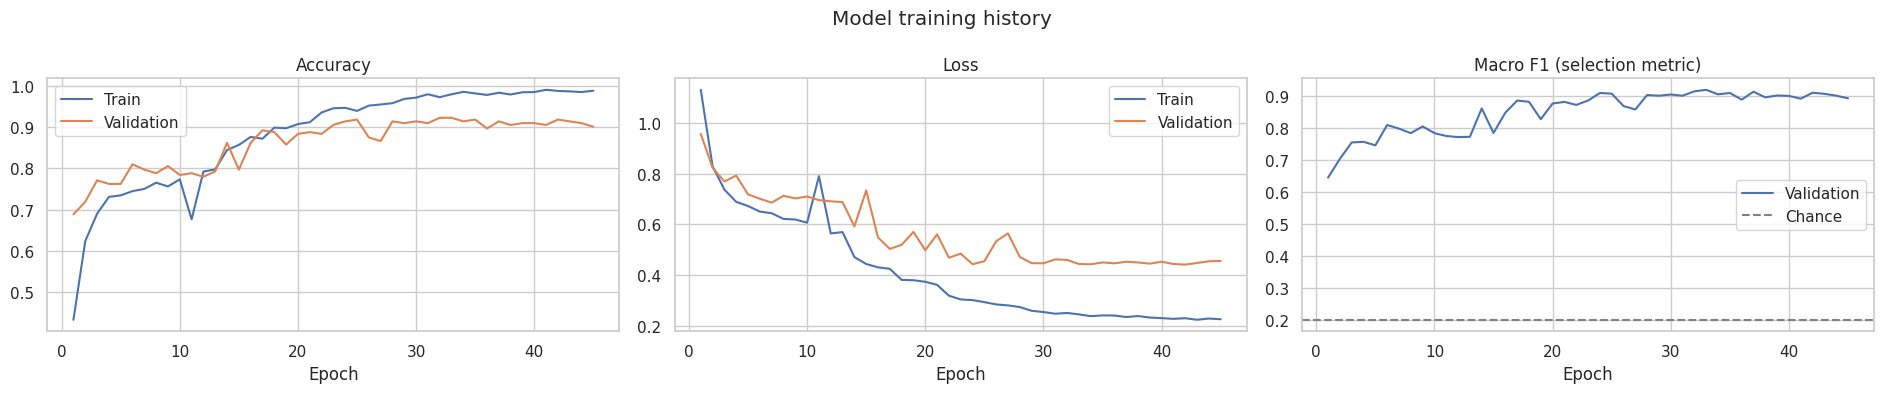 Model training history
Accuracy
1.0
0.9
0.8
0.7
0.6
0.5
Train
Validation
0
10
20
30
40
Epoch
Loss
1.0
0.8
0.6
0.4
0.2
Train
Validation
0
10
20
30
40
Epoch
Macro F1 (selection metric)
0.9
0.8
0.7
0.6
0.5
0.4
0.3
0.2
Validation
Chance
0
10
20
30
40
Epoch